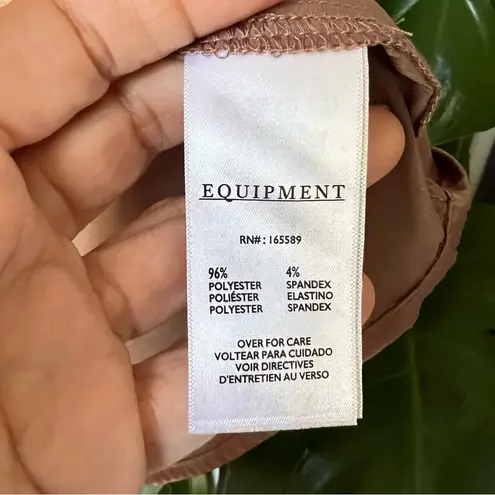 EQUIPMENT
RN#: 165589
96% 4%
POLYESTER SPANDEX
POLIÉSTER ELASTINO
POLYESTER SPANDEX
OVER FOR CARE
VOLTEAR PARA CUIDADO
VOIR DIRECTIVES
D'ENTRETIEN AU VERSO